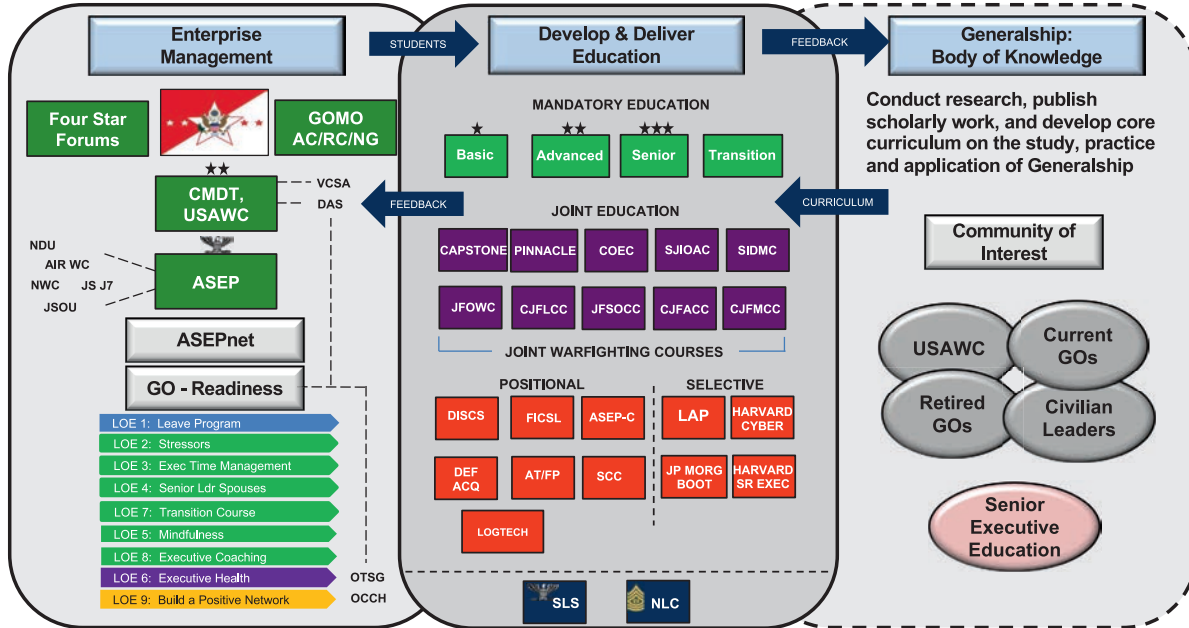 Enterprise
Management
STUDENTS
Develop & Deliver
Education
FEEDBACK
Generalship:
Body of Knowledge
Four Star
Forums
GOMO
AC/RC/NG
CMDT,
USAWC
VCSA
DAS
FEEDBACK
NDU
AIR WC
NWC
JS J7
JSOU
ASEP
ASEPnet
GO - Readiness
LOE 1: Leave Program
LOE 2: Stressors
LOE 3: Exec Time Management
LOE 4: Senior Ldr Spouses
LOE 7: Transition Course
LOE 5: Mindfulness
LOE 8: Executive Coaching
LOE 6: Executive Health
LOE 9: Build a Positive Network
OTSG
OCCH
MANDATORY EDUCATION
Basic
Advanced
Senior
Transition
JOINT EDUCATION
CAPSTONE
PINNACLE
COEC
SJIOAC
SIDMC
JFOWC
CJFLCC
JFSOCC
CJFACC
CJFMCC
JOINT WARFIGHTING COURSES
POSITIONAL
SELECTIVE
DISCS
FICSL
ASEP-C
LAP
HARVARD
CYBER
DEF
ACQ
AT/FP
SCC
JP MORG
BOOT
HARVARD
SR EXEC
LOGTECH
SLS
NLC
Conduct research, publish
scholarly work, and develop core
curriculum on the study, practice
and application of Generalship
CURRICULUM
Community of
Interest
USAWC
Current
GOs
Retired
GOs
Civilian
Leaders
Senior
Executive
Education